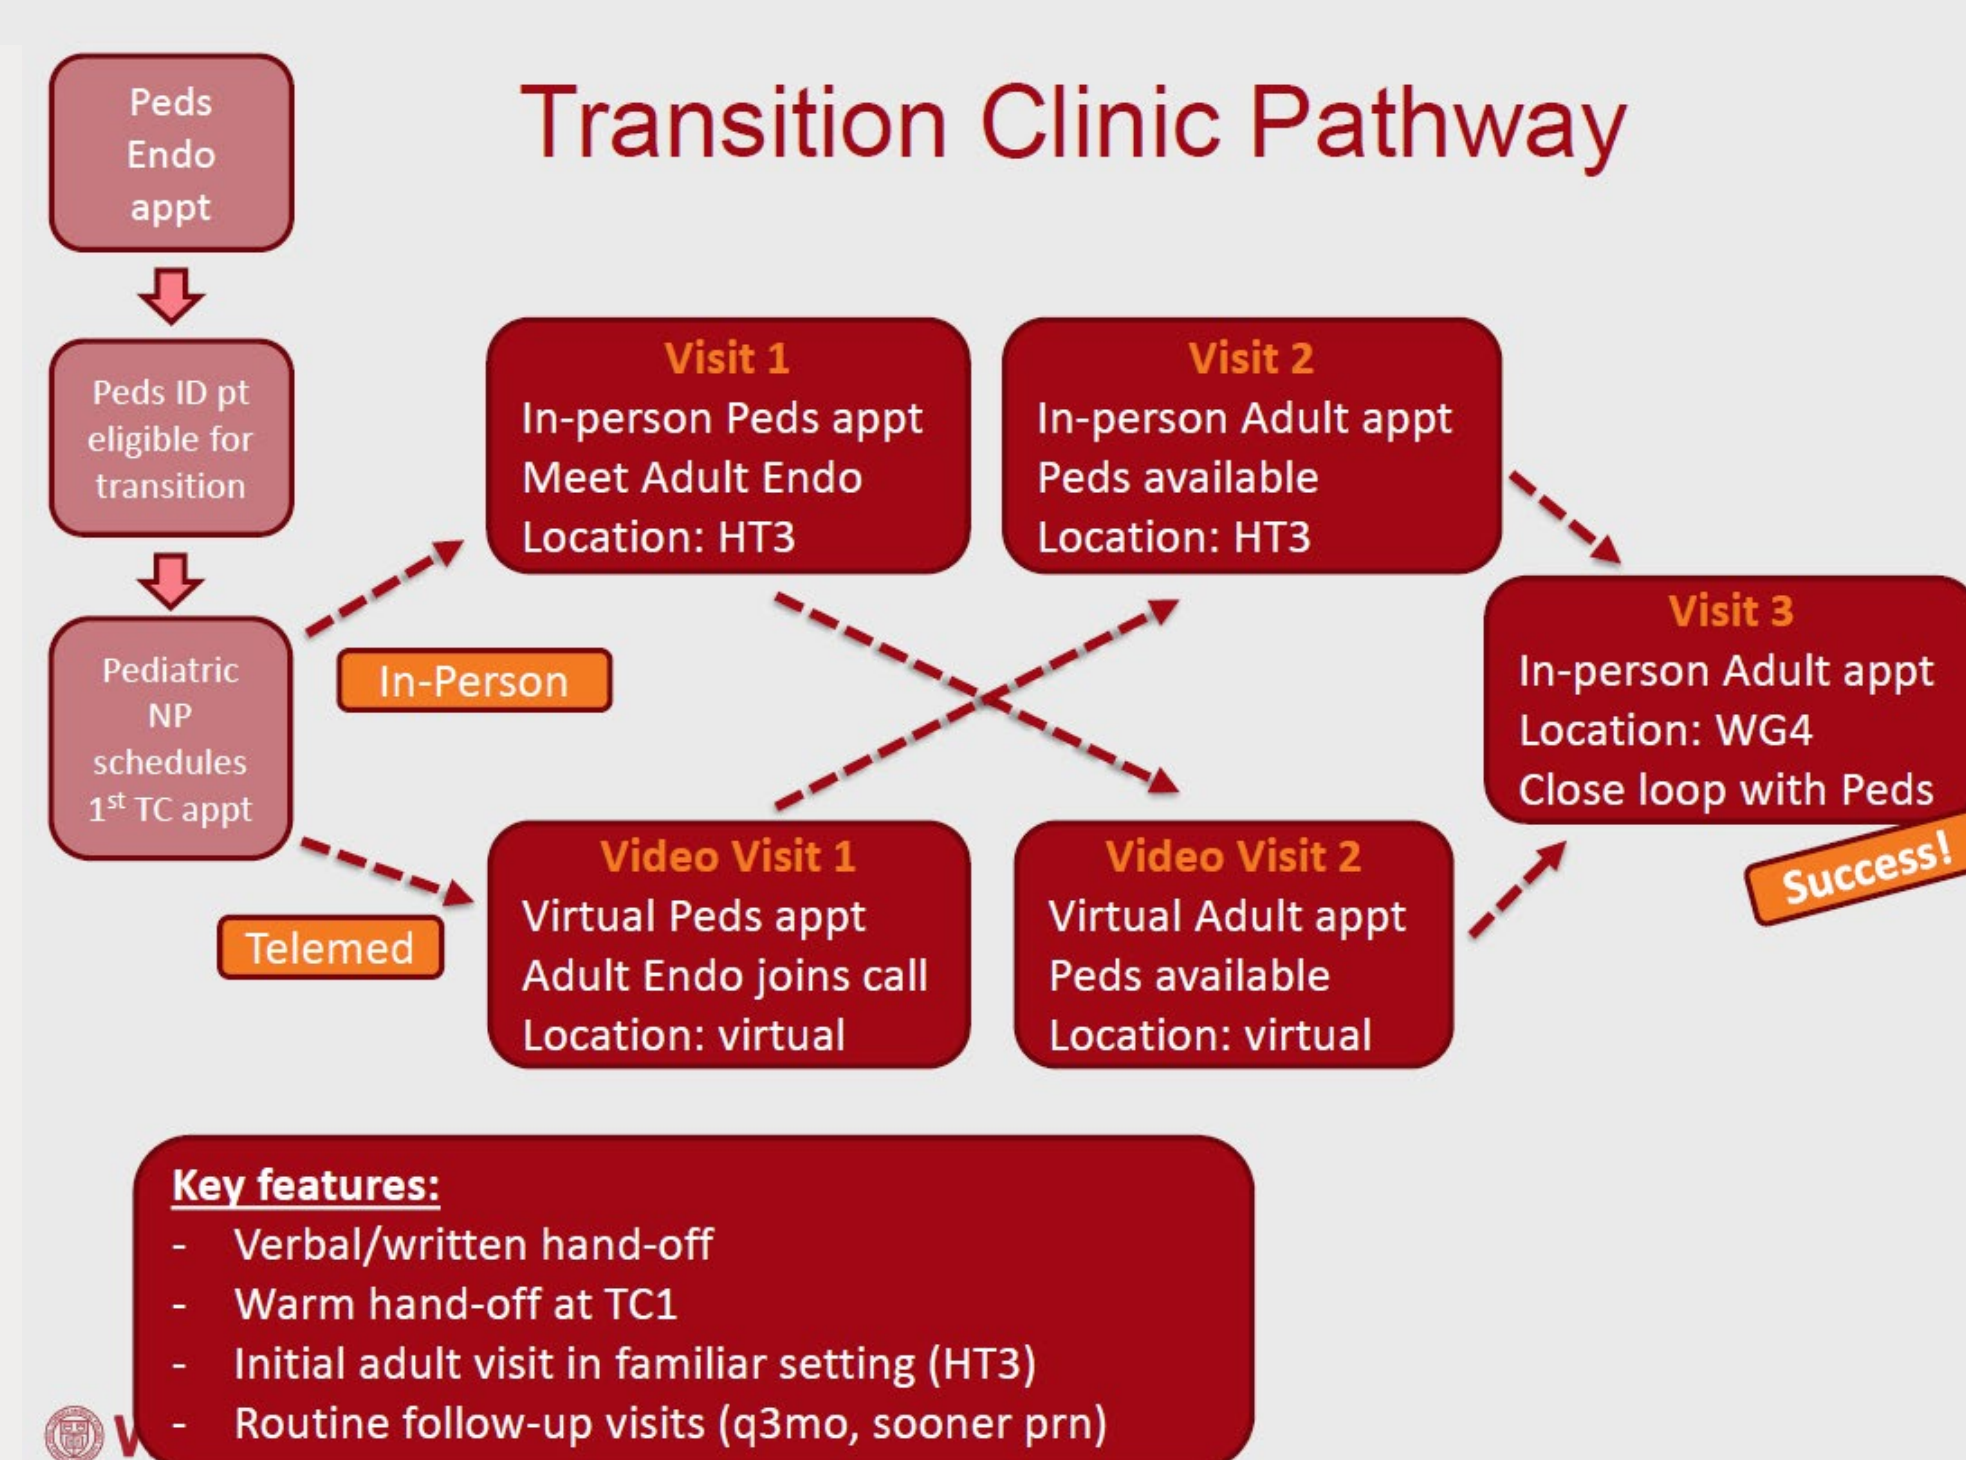 Transition Clinic Pathway
Peds
Endo
appt
Peds ID pt
eligible for
transition
Pediatric
NP
schedules
1st TC appt
In-Person
Telemed
Visit 1
In-person Peds appt
Meet Adult Endo
Location: HT3
Visit 2
In-person Adult appt
Peds available
Location: HT3
Video Visit 1
Virtual Peds appt
Adult Endo joins call
Location: virtual
Video Visit 2
Virtual Adult appt
Peds available
Location: virtual
Visit 3
In-person Adult appt
Location: WG4
Close loop with Peds
Success!
Key features:
- Verbal/written hand-off
- Warm hand-off at TC1
- Initial adult visit in familiar setting (HT3)
- Routine follow-up visits (q3mo, sooner prn)